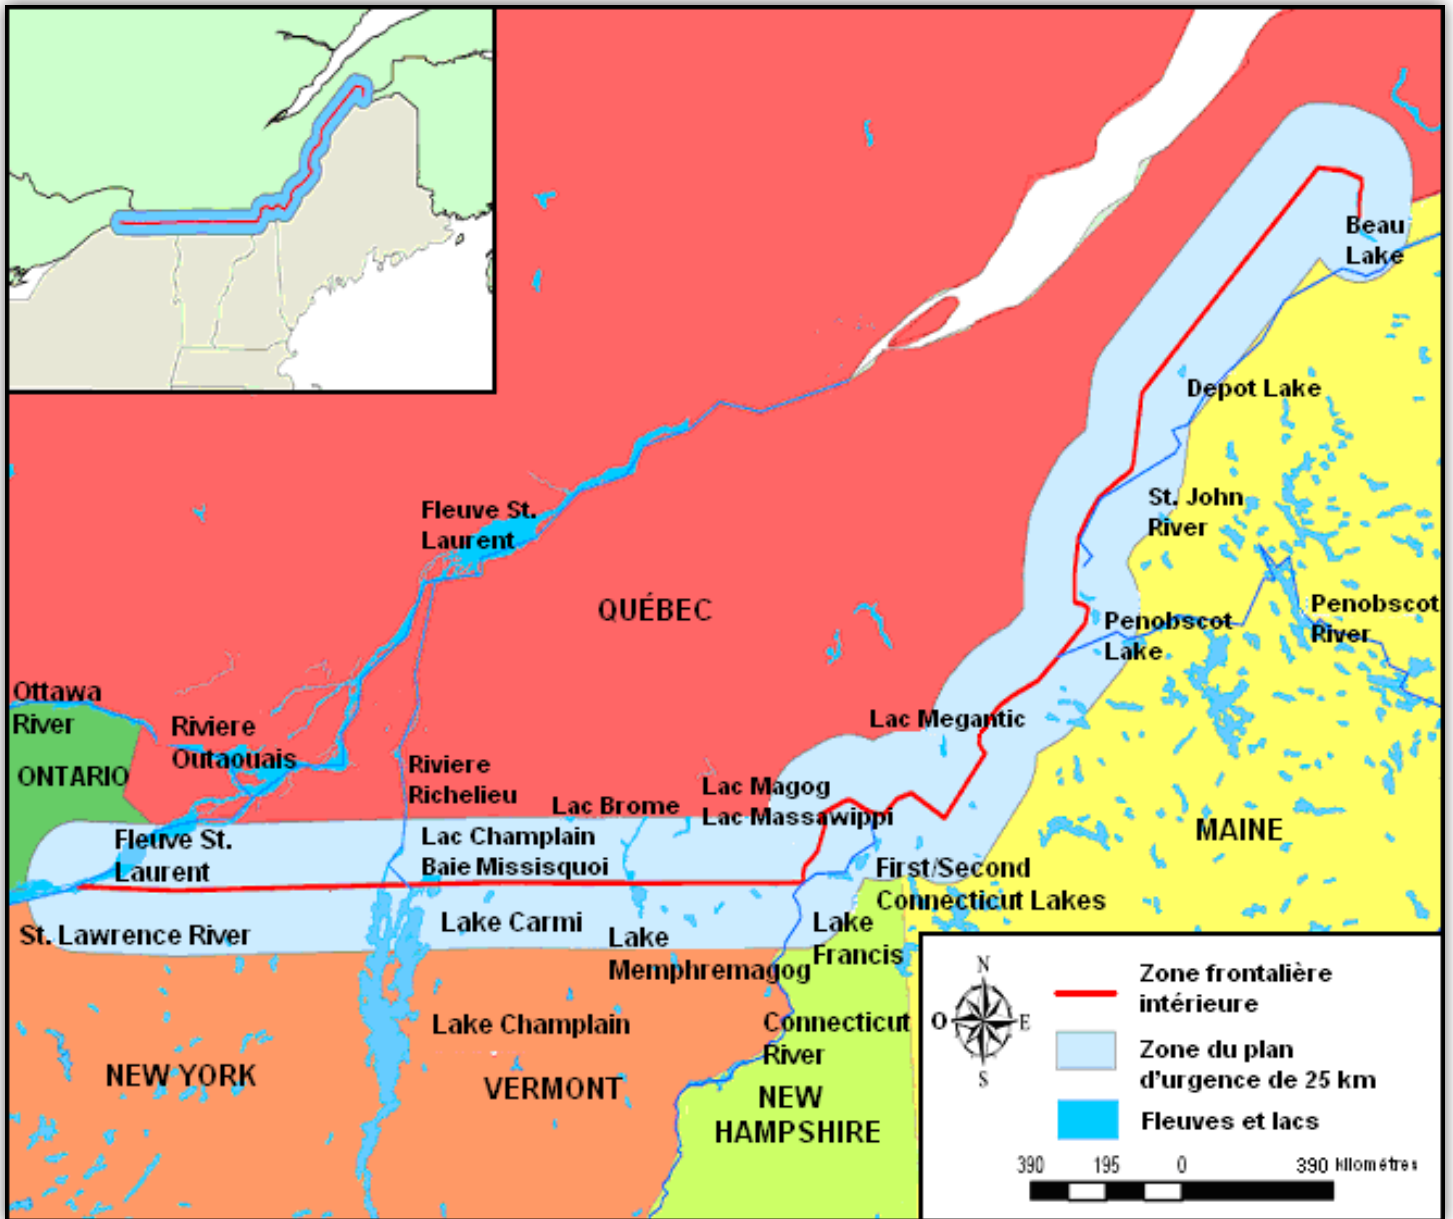 Beau
Lake
Depot Lake
Fleuve St.
Laurent
St. John
River
QUÉBEC
Penobscot
River
Penobscot
Lake
Ottawa
River
Riviere
Outaouais
Lac Megantic
ONTARIO
Riviere
Richelieu
Lac Brome
Lac Magog
Lac Massawippi
Fleuve St.
Laurent
Lac Champlain
Baie Missisquoi
MAINE
First/Second
Connecticut Lakes
St. Lawrence River
Lake Carmi
Lake
Memphremagog
Lake
Francis
Lake Champlain
Connecticut
River
NEW YORK
VERMONT
NEW
HAMPSHIRE
N
O
E
S
Zone frontalière
intérieure
Zone du plan
d'urgence de 25 km
Fleuves et lacs
390 195 0 390 kilométres